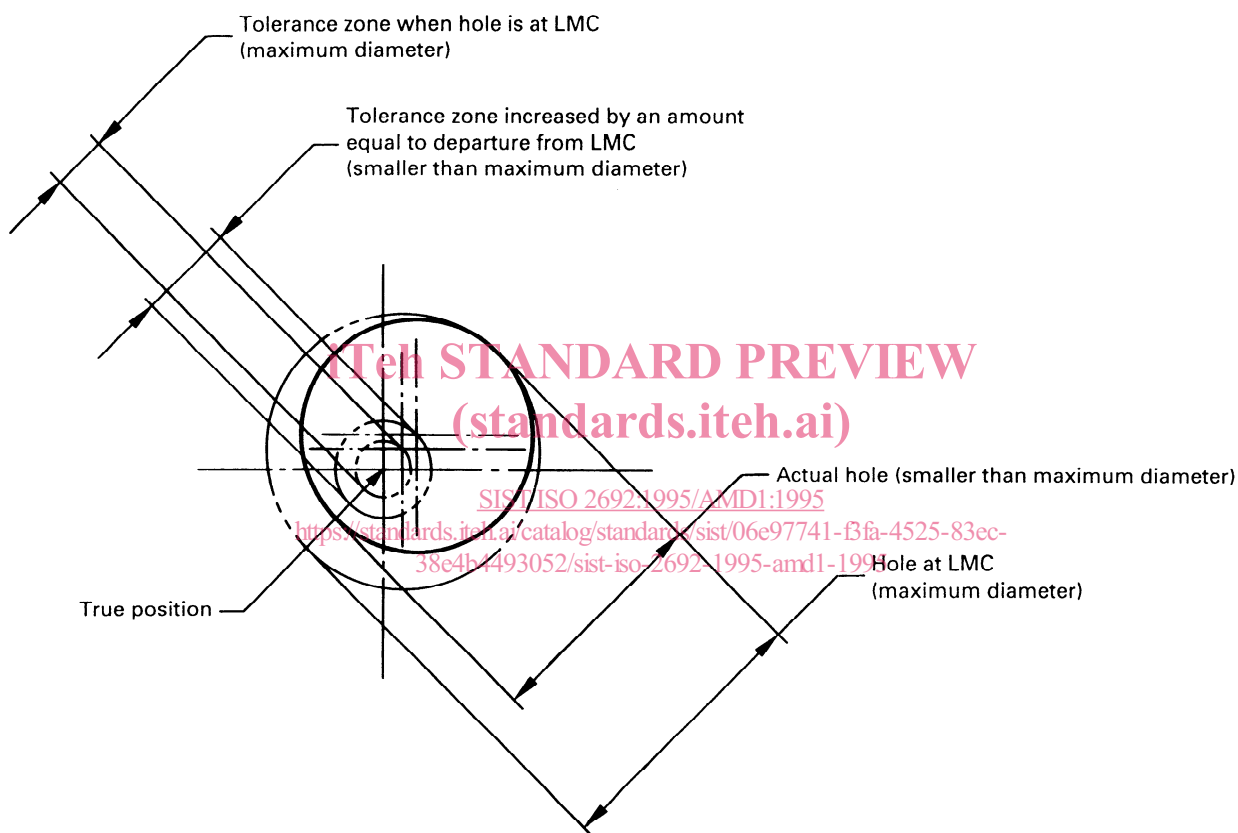 Tolerance zone when hole is at LMC
(maximum diameter)
Tolerance zone increased by an amount
equal to departure from LMC
(smaller than maximum diameter)
iTeh STANDARD PREVIEW
(standards.iteh.ai)
Actual hole (smaller than maximum diameter)
SIST ISO 2692:1995/AMD1:1995
https://standards.iteh.ai/catalog/standards/sist/06e97741-f3fa-4525-83ec-
38e4b4493052/sist-iso-2692-1995-amd1-1995
Hole at LMC
(maximum diameter)
True position